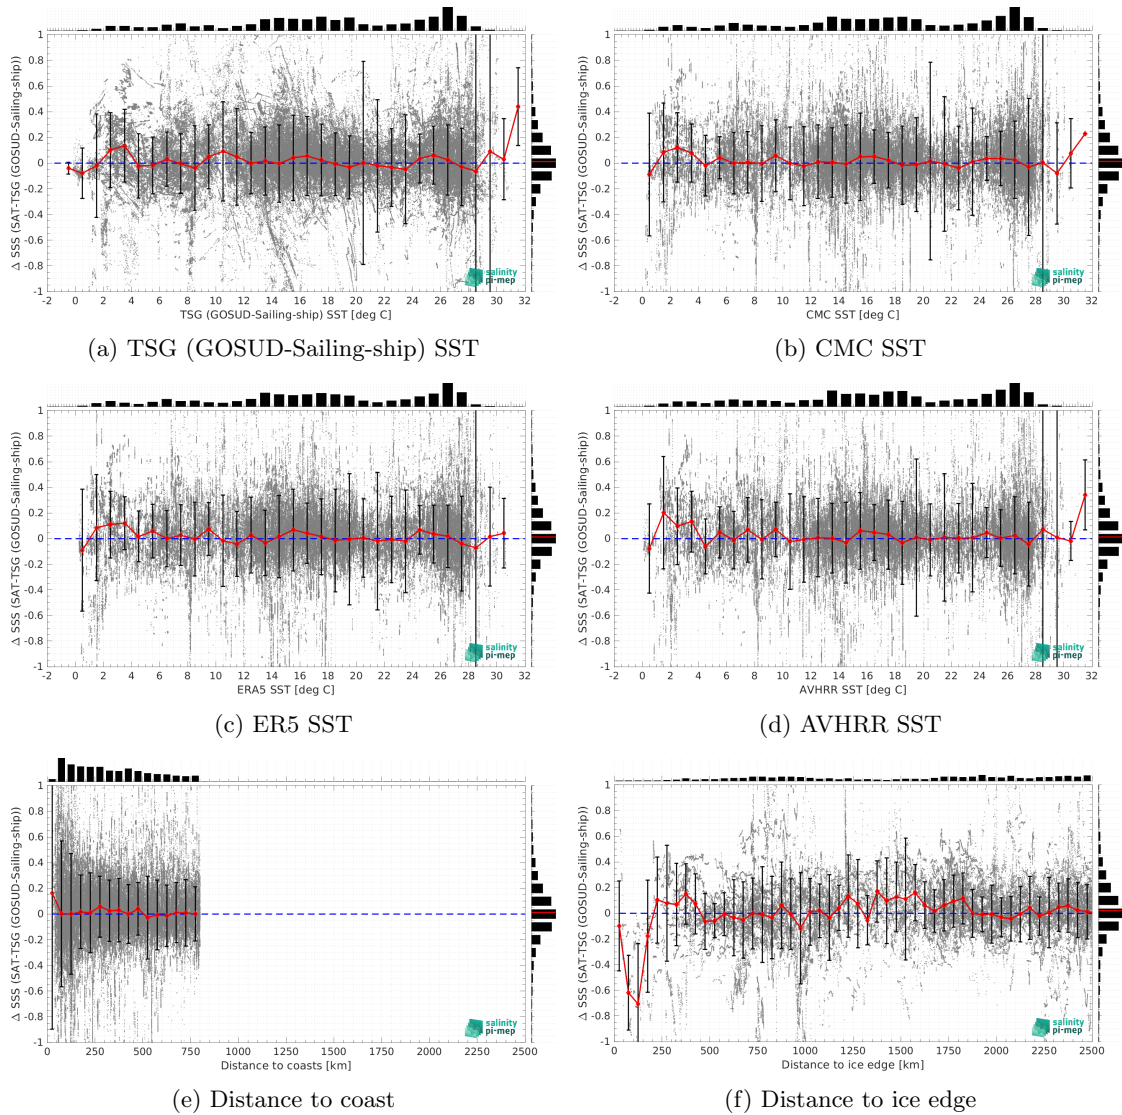 Δ SSS (SAT-TSG (GOSUD-Sailing-ship))
1
0.8
0.6
0.4
0.2
0
-0.2
-0.4
-0.6
-0.8
-1
salinity
pi-mep
-2 0 2 4 6 8 10 12 14 16 18 20 22 24 26 28 30 32
TSG (GOSUD-Sailing-ship) SST [deg C]
(a) TSG (GOSUD-Sailing-ship) SST
Δ SSS (SAT-TSG (GOSUD-Sailing-ship))
1
0.8
0.6
0.4
0.2
0
-0.2
-0.4
-0.6
-0.8
-1
salinity
pi-mep
-2 0 2 4 6 8 10 12 14 16 18 20 22 24 26 28 30 32
CMC SST [deg C]
(b) CMC SST
Δ SSS (SAT-TSG (GOSUD-Sailing-ship))
1
0.8
0.6
0.4
0.2
0
-0.2
-0.4
-0.6
-0.8
-1
salinity
pi-mep
-2 0 2 4 6 8 10 12 14 16 18 20 22 24 26 28 30 32
ERA5 SST [deg C]
(c) ER5 SST
Δ SSS (SAT-TSG (GOSUD-Sailing-ship))
1
0.8
0.6
0.4
0.2
0
-0.2
-0.4
-0.6
-0.8
-1
salinity
pi-mep
-2 0 2 4 6 8 10 12 14 16 18 20 22 24 26 28 30 32
AVHRR SST [deg C]
(d) AVHRR SST
Δ SSS (SAT-TSG (GOSUD-Sailing-ship))
1
0.8
0.6
0.4
0.2
0
-0.2
-0.4
-0.6
-0.8
-1
salinity
pi-mep
0 250 500 750 1000 1250 1500 1750 2000 2250 2500
Distance to coasts [km]
(e) Distance to coast
Δ SSS (SAT-TSG (GOSUD-Sailing-ship))
1
0.8
0.6
0.4
0.2
0
-0.2
-0.4
-0.6
-0.8
-1
salinity
pi-mep
0 250 500 750 1000 1250 1500 1750 2000 2250 2500
Distance to ice edge [km]
(f) Distance to ice edge